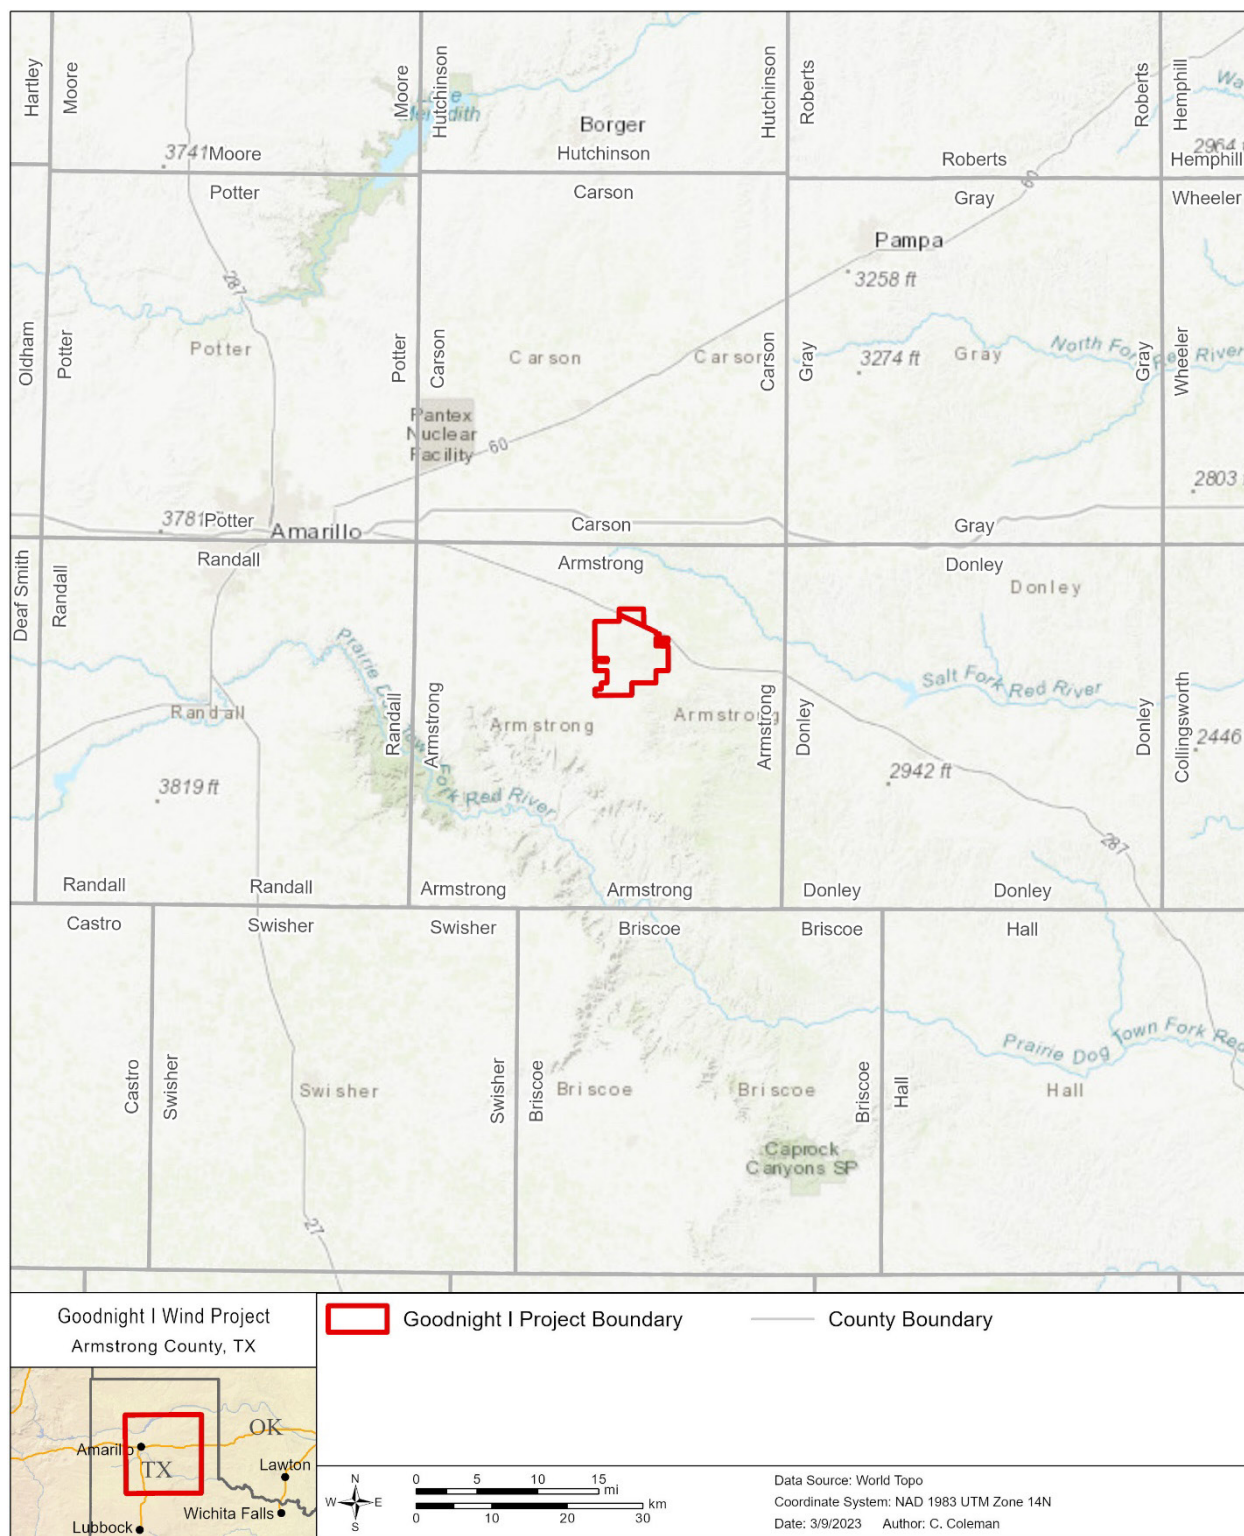 Hartley
Moore
Moore
Hutchinson
Hutchinson
Roberts
Roberts
Hemphill
Lake
Meredith
Borger
3741
Moore
Hutchinson
Roberts
2964 ft
Hemphill
Potter
Carson
Gray
60
Wheeler
Pampa
3258 ft
287
Oldham
Potter
Potter
Potter
Carson
Carson
Carson
Carson
Gray
3274 ft
Gray
North Fork Red River
Gray
Wheeler
Pantex
Nuclear
Facility
60
2803
3781
Potter
Amarillo
Carson
Gray
Randall
Armstrong
Donley
Deaf Smith
Randall
Donley
Prairie Dog Town Fork Red River
Salt Fork Red River
Randall
Randall
Armstrong
Armstrong
Armstrong
Armstrong
Donley
Donley
Collingsworth
2446
3819 ft
2942 ft
287
Randall
Randall
Armstrong
Armstrong
Donley
Donley
Castro
Swisher
Swisher
Briscoe
Briscoe
Hall
Prairie Dog Town Fork Red
Castro
Swisher
Swisher
Swisher
Briscoe
Briscoe
Briscoe
Briscoe
Hall
Hall
Caprock
Canyons SP
27
Goodnight I Wind Project
Armstrong County, TX
Goodnight I Project Boundary
County Boundary
OK
Amarillo
TX
Lawton
Wichita Falls
Lubbock
N
W E
S
0 5 10 15
mi
0 10 20 30
km
Data Source: World Topo
Coordinate System: NAD 1983 UTM Zone 14N
Date: 3/9/2023 Author: C. Coleman